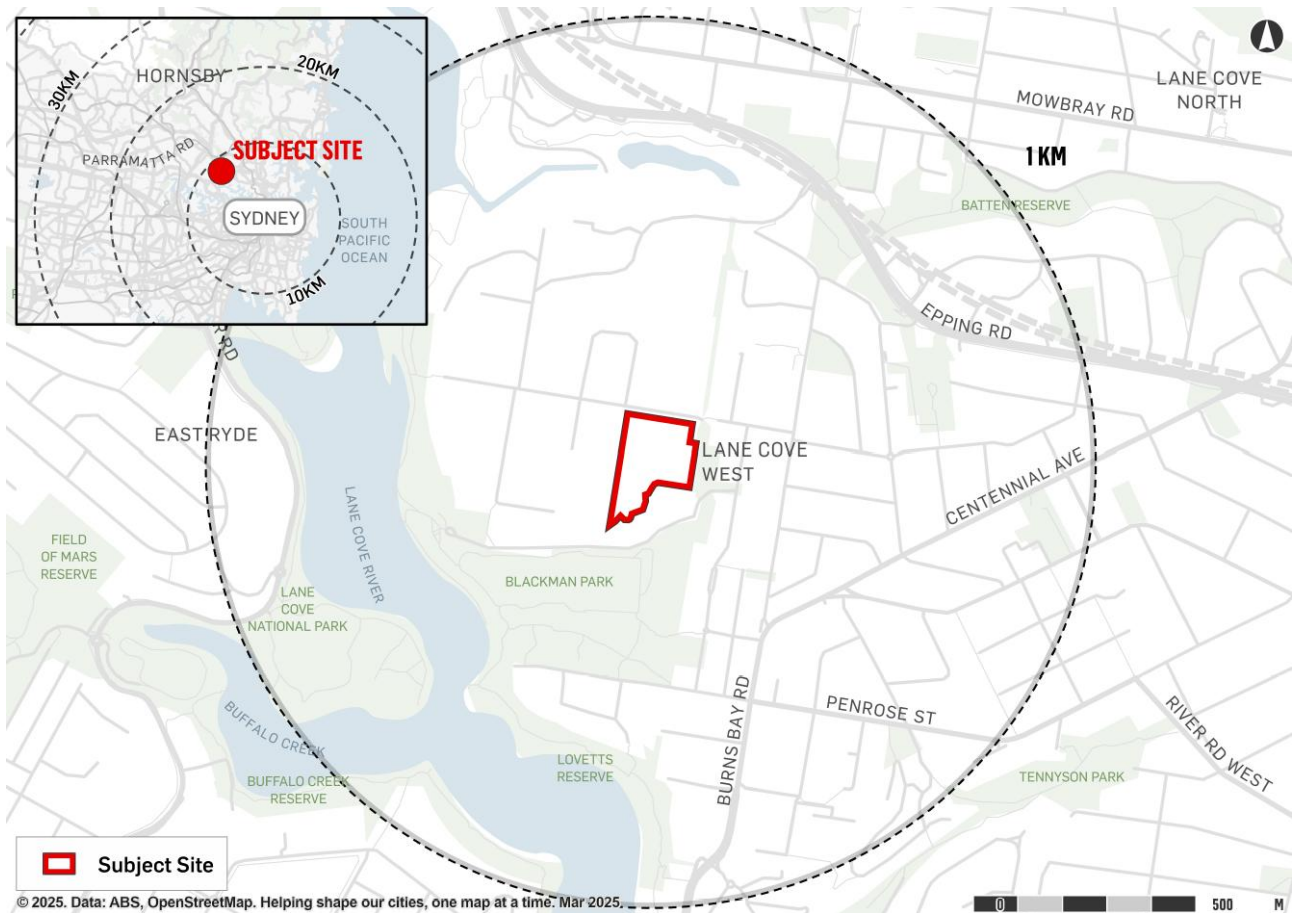 30KM
HORNSBY
20KM
PARRAMATTA RD
SUBJECT SITE
SYDNEY
SOUTH
PACIFIC
OCEAN
10KM
LANE COVE
NORTH
MOWBRAY RD
1 KM
BATTEN RESERVE
EPPING RD
RD
EAST RYDE
LANE COVE
WEST
CENTENNIAL AVE
LANE COVE RIVER
FIELD
OF MARS
RESERVE
BLACKMAN PARK
LANE
COVE
NATIONAL PARK
BURNS BAY RD
PENROSE ST
RIVER RD WEST
BUFFALO CREEK
BUFFALO CREEK
RESERVE
LOVETTS
RESERVE
TENNYSON PARK
Subject Site
© 2025. Data: ABS, OpenStreetMap. Helping shape our cities, one map at a time. Mar 2025.
0 500 M